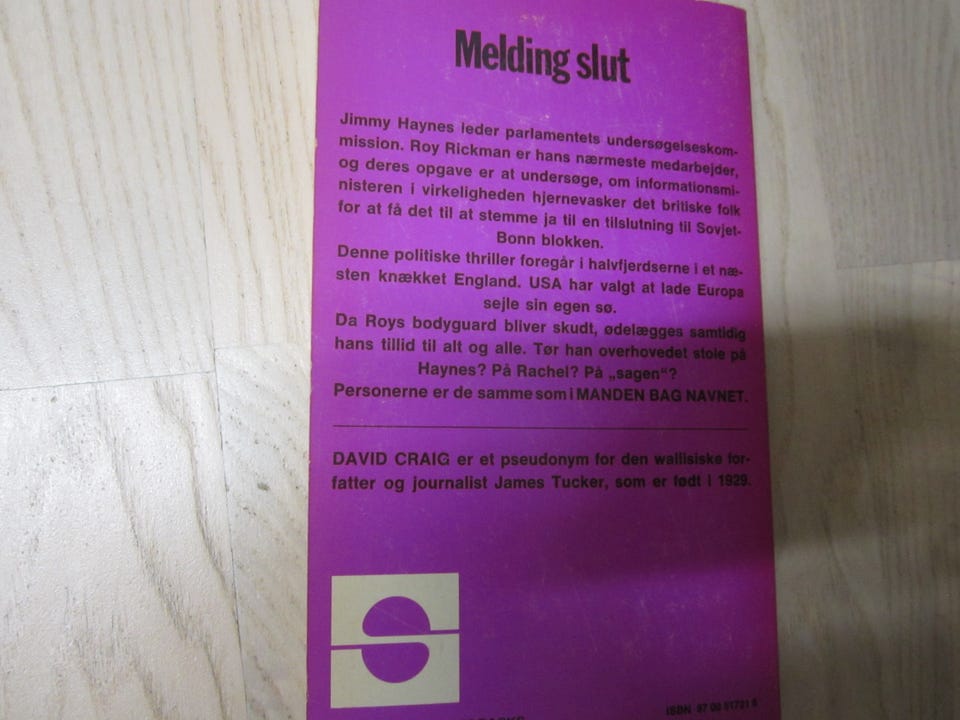 Melding slut
Jimmy Haynes leder parlamentets undersøgelseskom-
mission. Roy Rickman er hans nærmeste medarbejder,
og deres opgave er at undersøge, om informationsmi-
nisteren i virkeligheden hjernevasker det britiske folk
for at få det til at stemme ja til en tilslutning til Sovjet-
Bonn blokken.
Denne politiske thriller foregår i halvfjerdserne i et næ-
sten knækket England. USA har valgt at lade Europa
sejle sin egen sø.
Da Roys bodyguard bliver skudt, ødelægges samtidig
hans tillid til alt og alle. Tør han overhovedet stole på
Haynes? På Rachel? På „sagen“?
Personerne er de samme som i MANDEN BAG NAVNET.
DAVID CRAIG er et pseudonym for den wallisiske for-
fatter og journalist James Tucker, som er født i 1929.
ISBN 87 00 51721 8